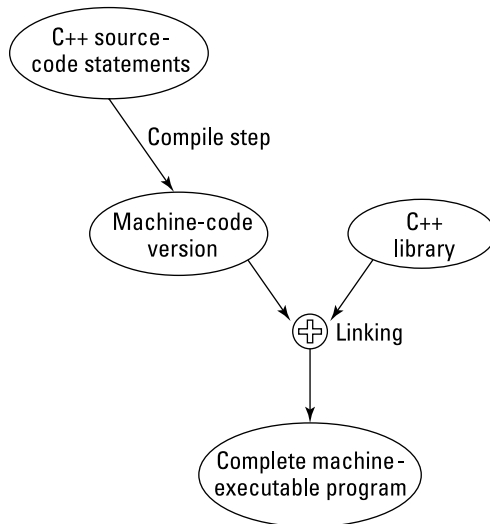 C++ source-
code statements
Compile step
Machine-code
version
C++
library
Linking
Complete machine-
executable program